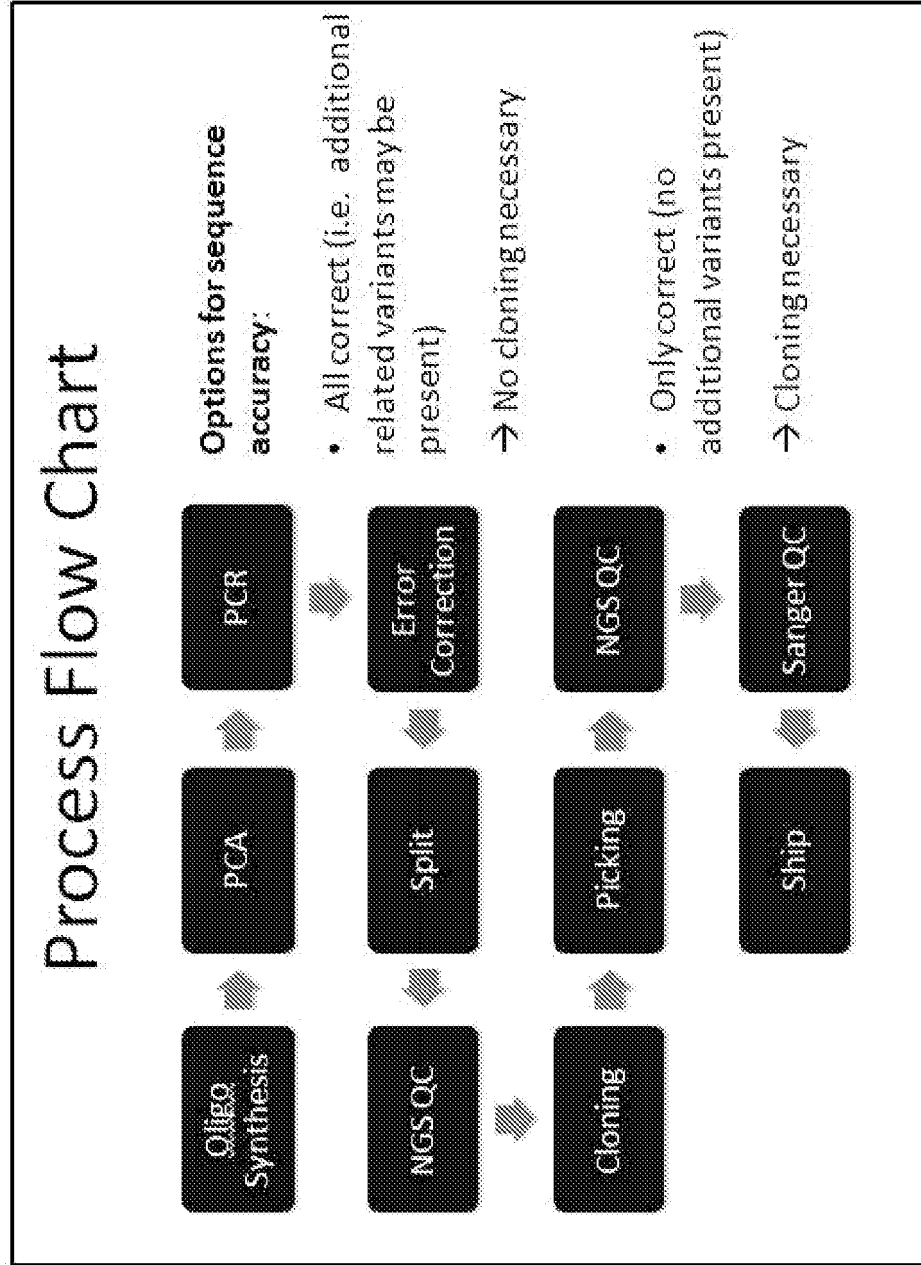 Process Flow Chart
Oligo
Synthesis
PCA
PCR
Error
Correction
Split
NGS QC
Cloning
Picking
NGS QC
Sanger QC
Ship
Options for sequence
accuracy:
• All correct (i.e. additional
related variants may be
present)
→ No cloning necessary
• Only correct (no
additional variants present)
→ Cloning necessary